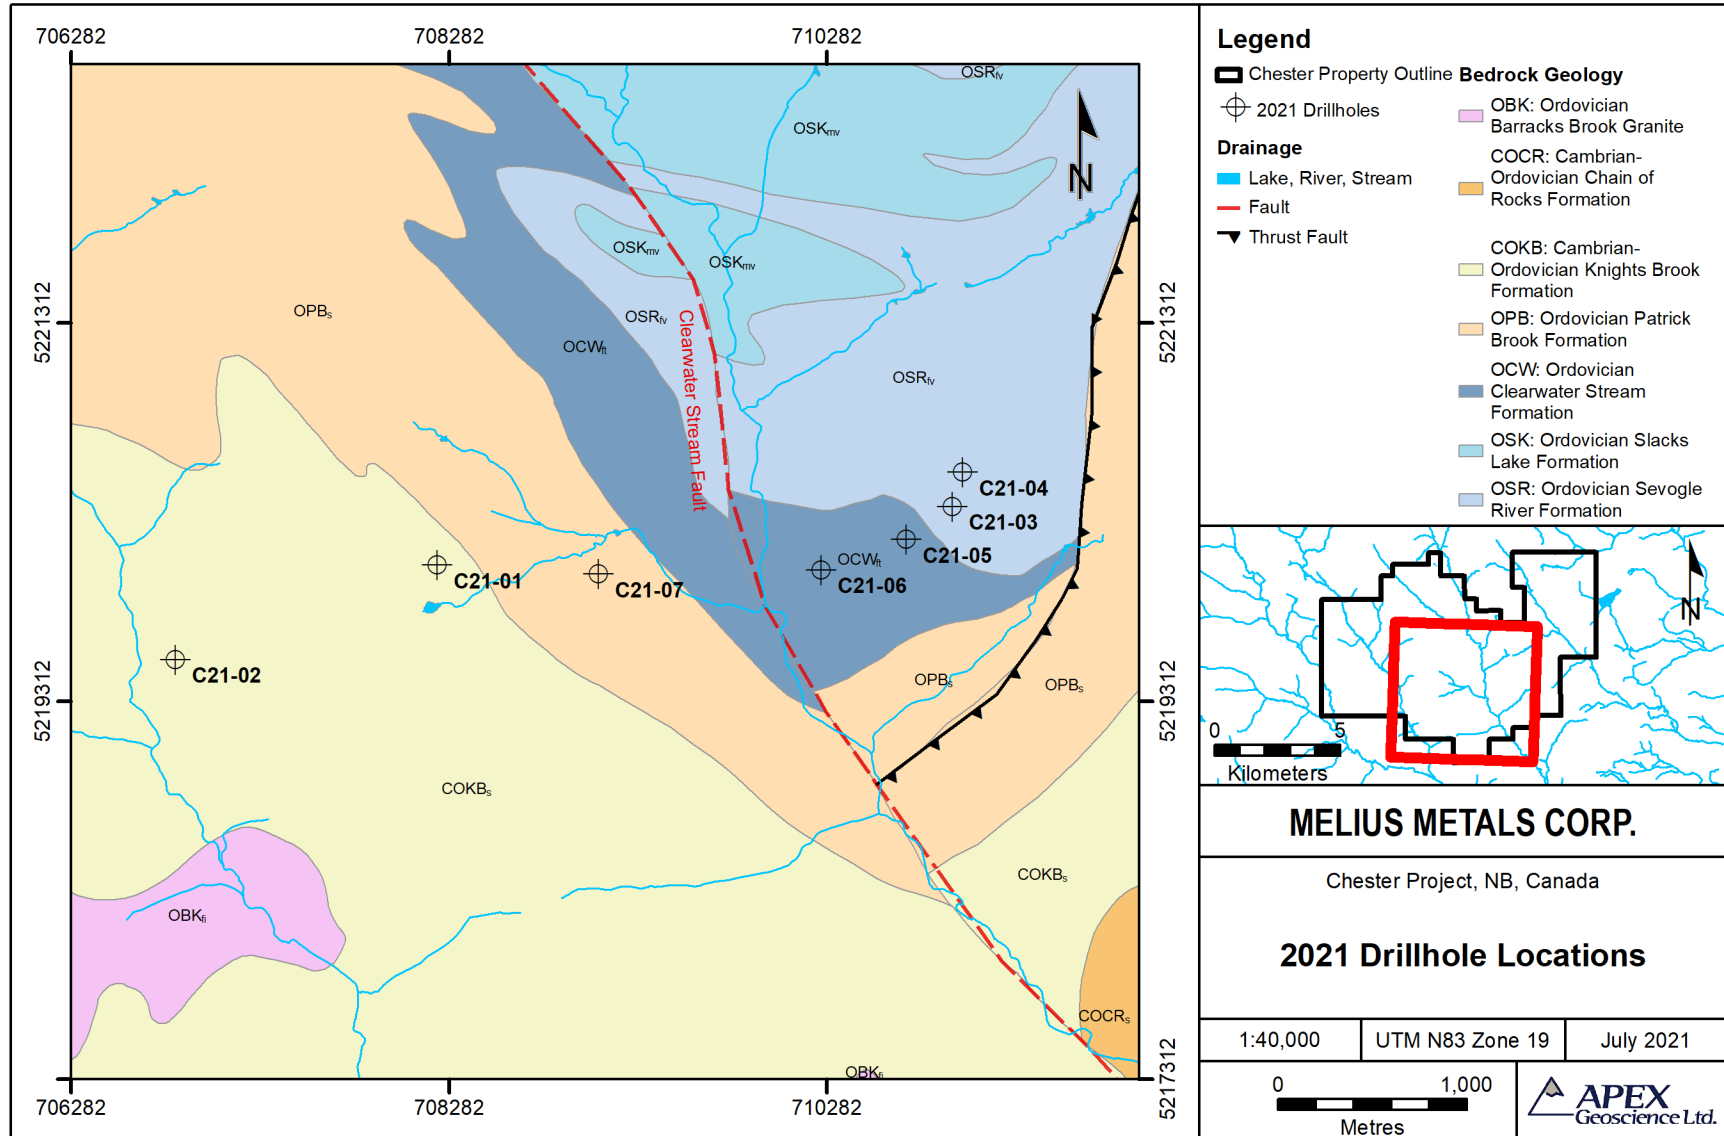 706282
708282
710282
OSRfv
OSKmv
OSKmv
OSKmv
OPBs
OSRfv
OCWft
OSRfv
Clearwater Stream Fault
N
5221312
5221312
C21-04
C21-03
C21-05
OCWft
C21-06
C21-01
C21-07
C21-02
OPBs
OPBs
5219312
5219312
COKBs
COKBs
OBKfi
COCRs
OBKfi
5217312
706282
708282
710282
Legend
Chester Property Outline
2021 Drillholes
Drainage
Lake, River, Stream
Fault
Thrust Fault
Bedrock Geology
OBK: Ordovician
Barracks Brook Granite
COCR: Cambrian-
Ordovician Chain of
Rocks Formation
COKB: Cambrian-
Ordovician Knights Brook
Formation
OPB: Ordovician Patrick
Brook Formation
OCW: Ordovician
Clearwater Stream
Formation
OSK: Ordovician Slacks
Lake Formation
OSR: Ordovician Sevogle
River Formation
N
0 5
Kilometers
MELIUS METALS CORP.
Chester Project, NB, Canada
2021 Drillhole Locations
1:40,000
UTM N83 Zone 19
July 2021
0 1,000
Metres
APEX
Geoscience Ltd.